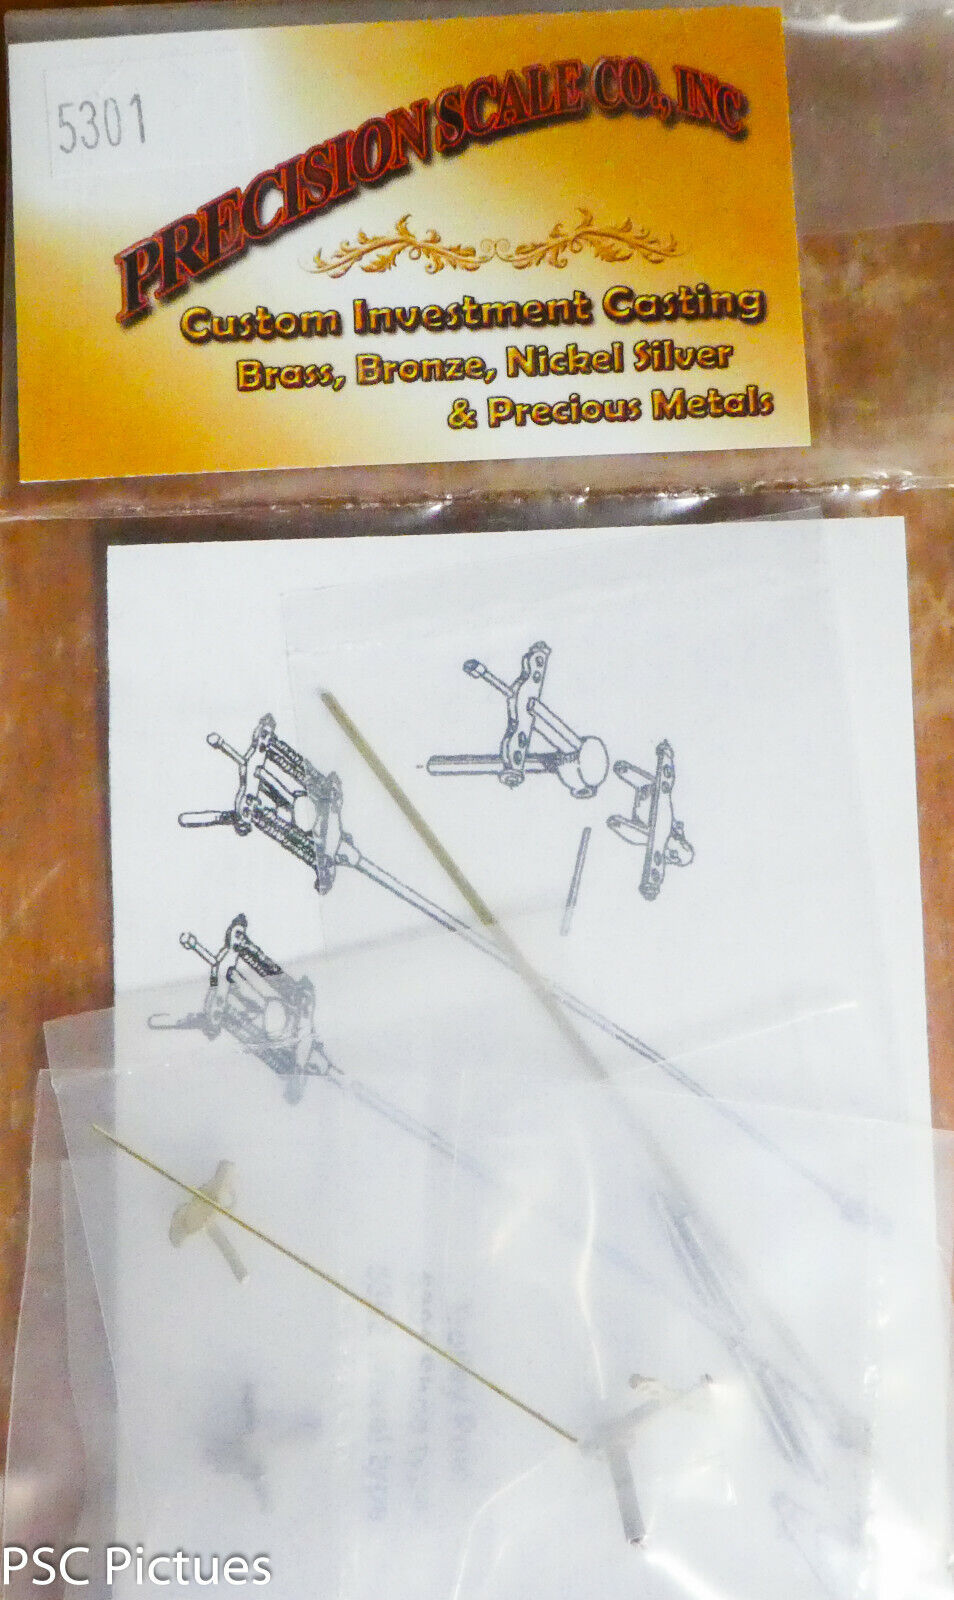 5301
PRECISION SCALE CO., INC
Custom Investment Casting
Brass, Bronze, Nickel Silver
& Precious Metals
PSC Pictues